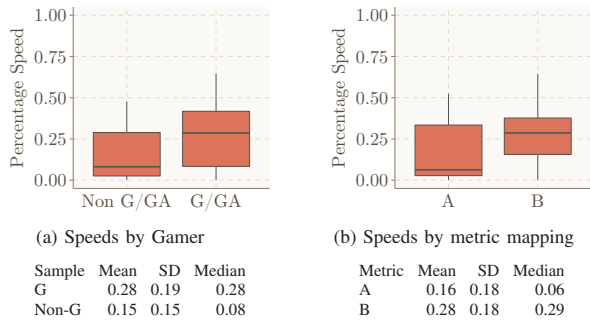 1.00
0.75
0.50
0.25
0.00
Percentage Speed
Non G/GA G/GA
(a) Speeds by Gamer
Sample Mean SD Median
G 0.28 0.19 0.28
Non-G 0.15 0.15 0.08
1.00
0.75
0.50
0.25
0.00
Percentage Speed
A B
(b) Speeds by metric mapping
Metric Mean SD Median
A 0.16 0.18 0.06
B 0.28 0.18 0.29